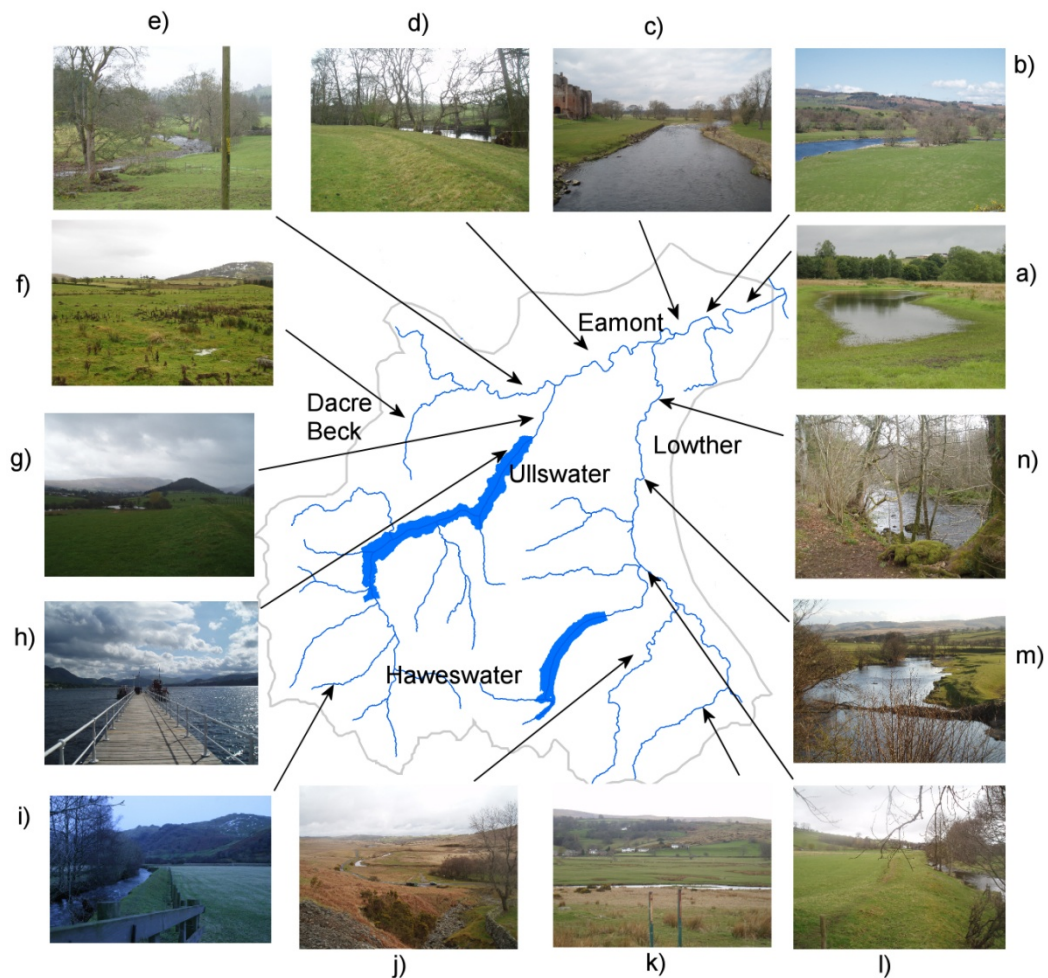 e)
d)
c)
b)
a)
f)
Eamont
Dacre
Beck
Lowther
g)
Ullswater
n)
h)
Haweswater
m)
i)
j)
k)
l)